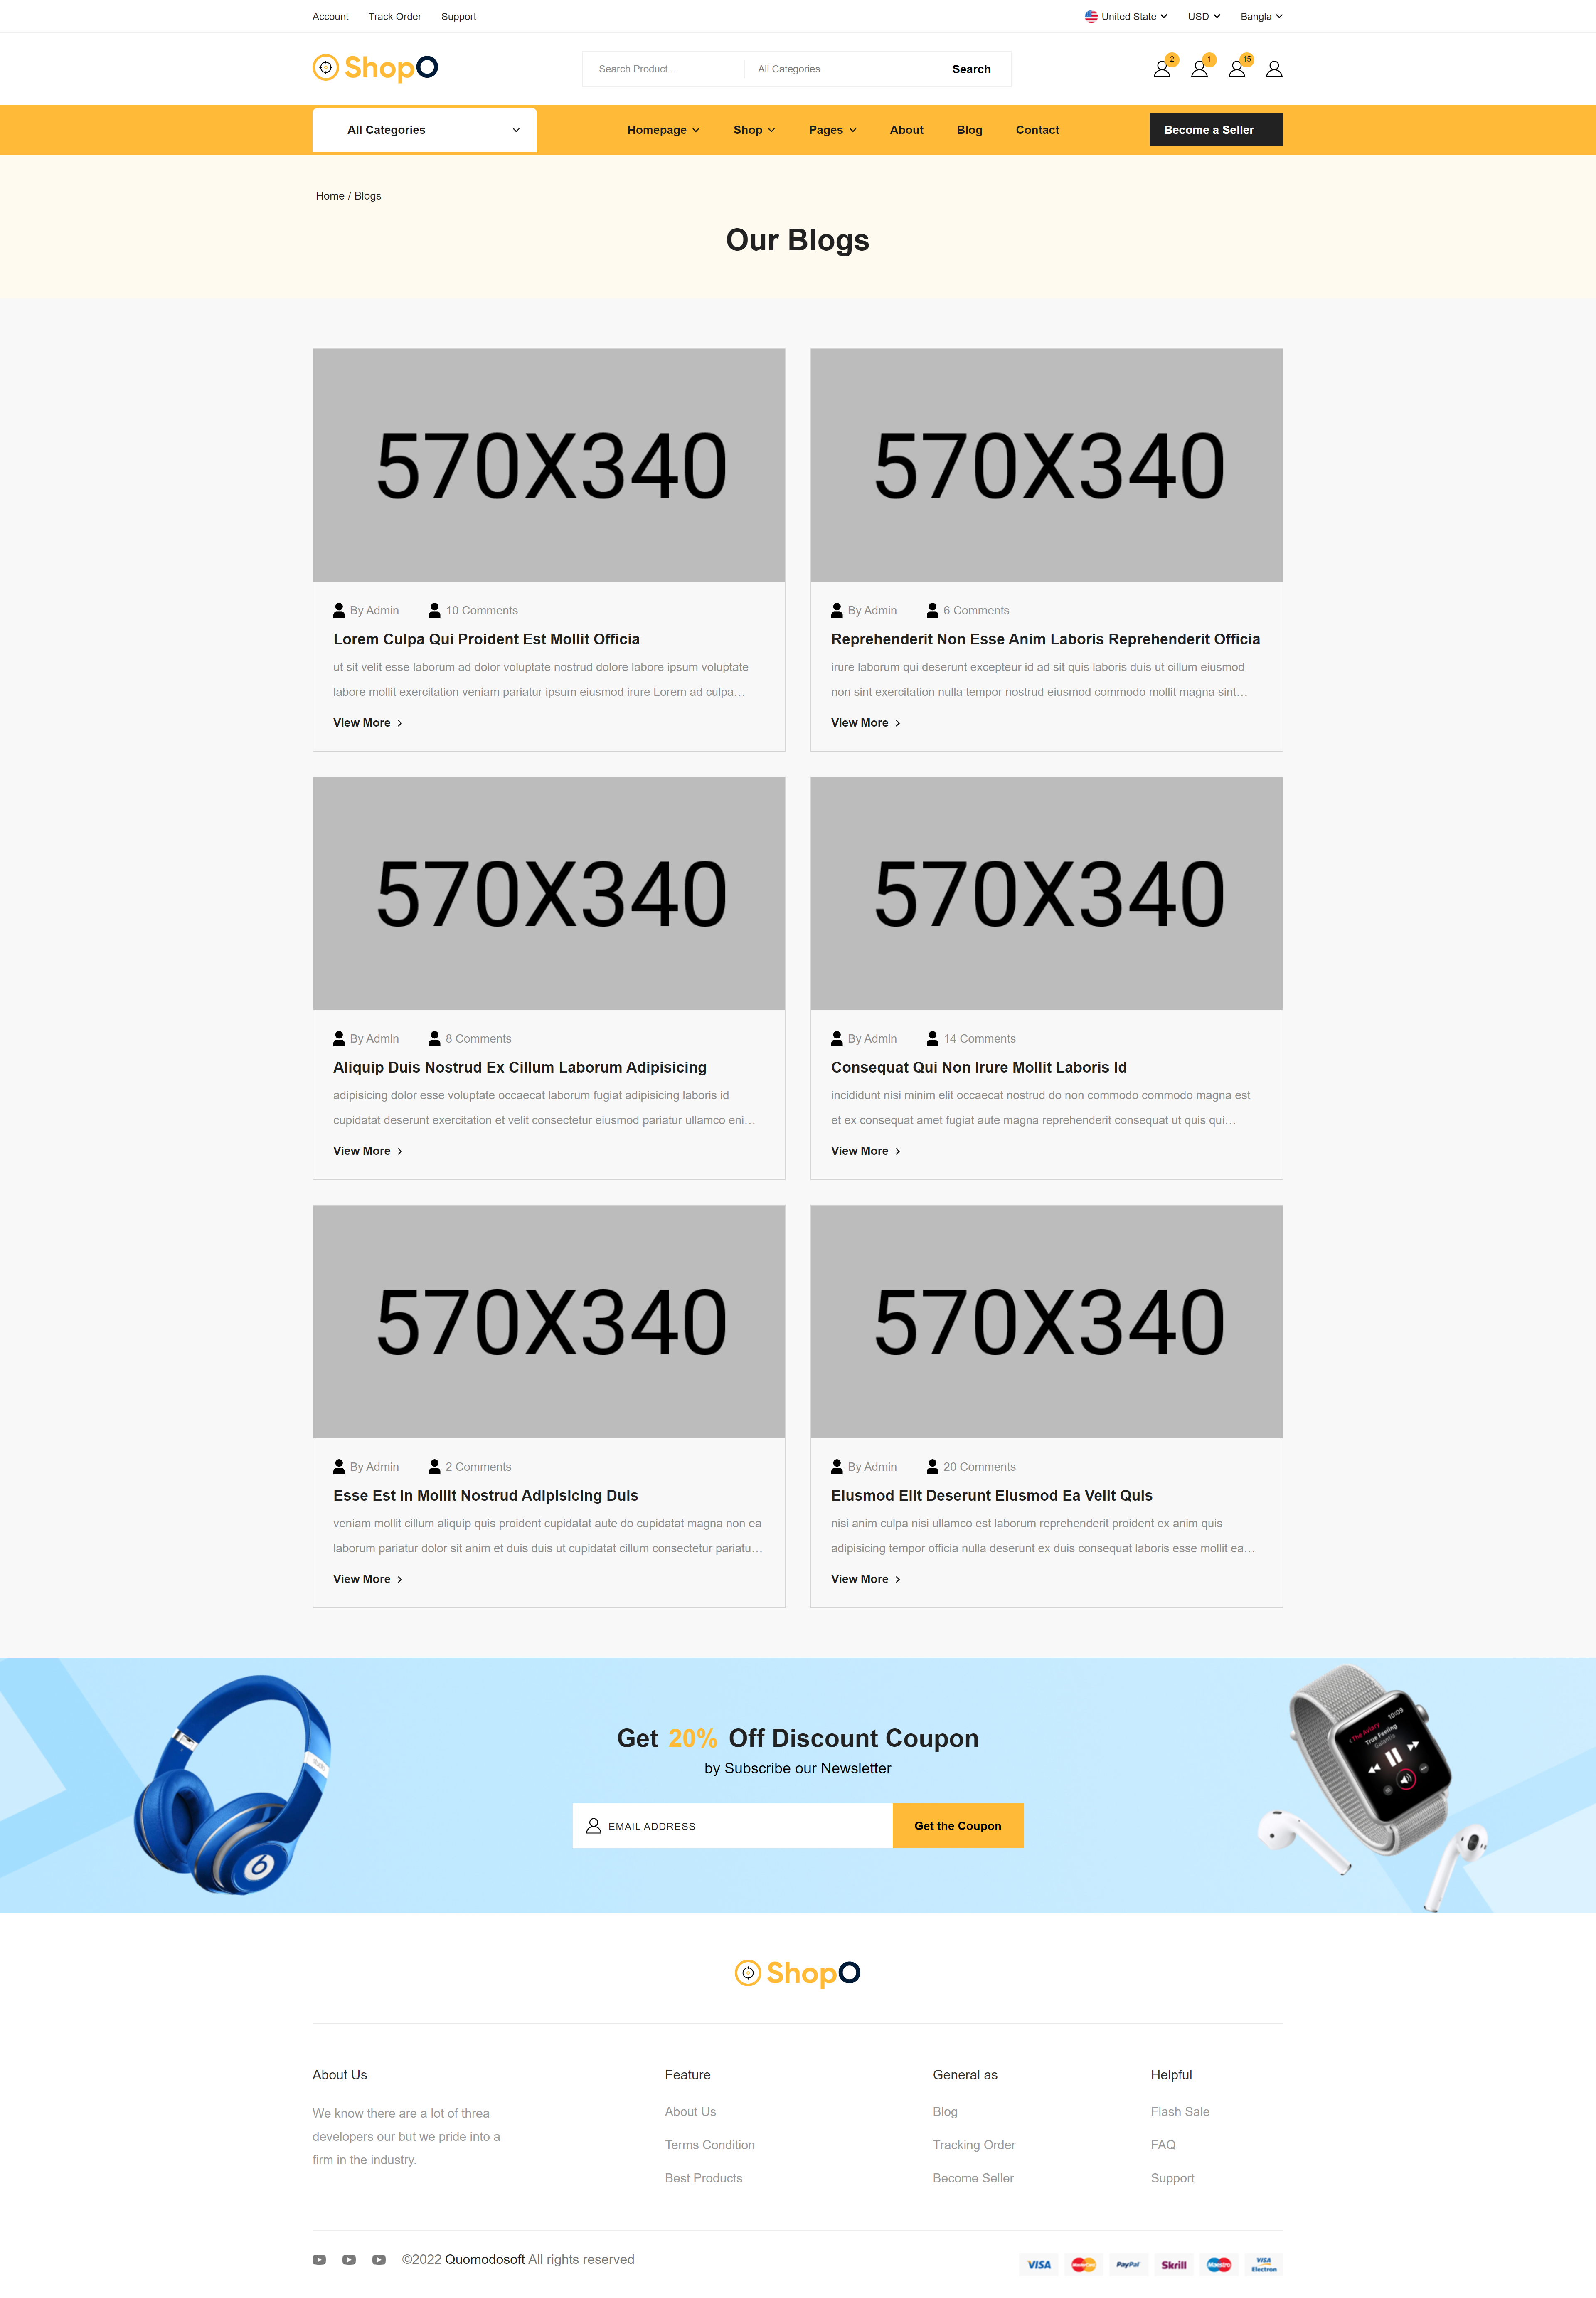 Account Track Order Support United State USD Bangla
ShopO Search Product... All Categories Search 2 1 15
All Categories Homepage Shop Pages About Blog Contact Become a Seller
Home / Blogs
Our Blogs
570X340 570X340
By Admin 10 Comments
Lorem Culpa Qui Proident Est Mollit Officia
ut sit velit esse laborum ad dolor voluptate nostrud dolore labore ipsum voluptate
labore mollit exercitation veniam pariatur ipsum eiusmod irure Lorem ad culpa…
View More
By Admin 6 Comments
Reprehenderit Non Esse Anim Laboris Reprehenderit Officia
irure laborum qui deserunt excepteur id ad sit quis laboris duis ut cillum eiusmod
non sint exercitation nulla tempor nostrud eiusmod commodo mollit magna sint…
View More
570X340 570X340
By Admin 8 Comments
Aliquip Duis Nostrud Ex Cillum Laborum Adipisicing
adipisicing dolor esse voluptate occaecat laborum fugiat adipisicing laboris id
cupidatat deserunt exercitation et velit consectetur eiusmod pariatur ullamco eni…
View More
By Admin 14 Comments
Consequat Qui Non Irure Mollit Laboris Id
incididunt nisi minim elit occaecat nostrud do non commodo commodo magna est
et ex consequat amet fugiat aute magna reprehenderit consequat ut quis qui…
View More
570X340 570X340
By Admin 2 Comments
Esse Est In Mollit Nostrud Adipisicing Duis
veniam mollit cillum aliquip quis proident cupidatat aute do cupidatat magna non ea
laborum pariatur dolor sit anim et duis duis ut cupidatat cillum consectetur pariatu…
View More
By Admin 20 Comments
Eiusmod Elit Deserunt Eiusmod Ea Velit Quis
nisi anim culpa nisi ullamco est laborum reprehenderit proident ex anim quis
adipisicing tempor officia nulla deserunt ex duis consequat laboris esse mollit ea…
View More
Get 20% Off Discount Coupon
by Subscribe our Newsletter
EMAIL ADDRESS Get the Coupon
10:09
The Aviary
True Feeling
Galantis
ShopO
About Us
We know there are a lot of threa
developers our but we pride into a
firm in the industry.
Feature
About Us
Terms Condition
Best Products
General as
Blog
Tracking Order
Become Seller
Helpful
Flash Sale
FAQ
Support
©2022 Quomodosoft All rights reserved
VISA MasterCard PayPal Skrill Maestro VISA Electron